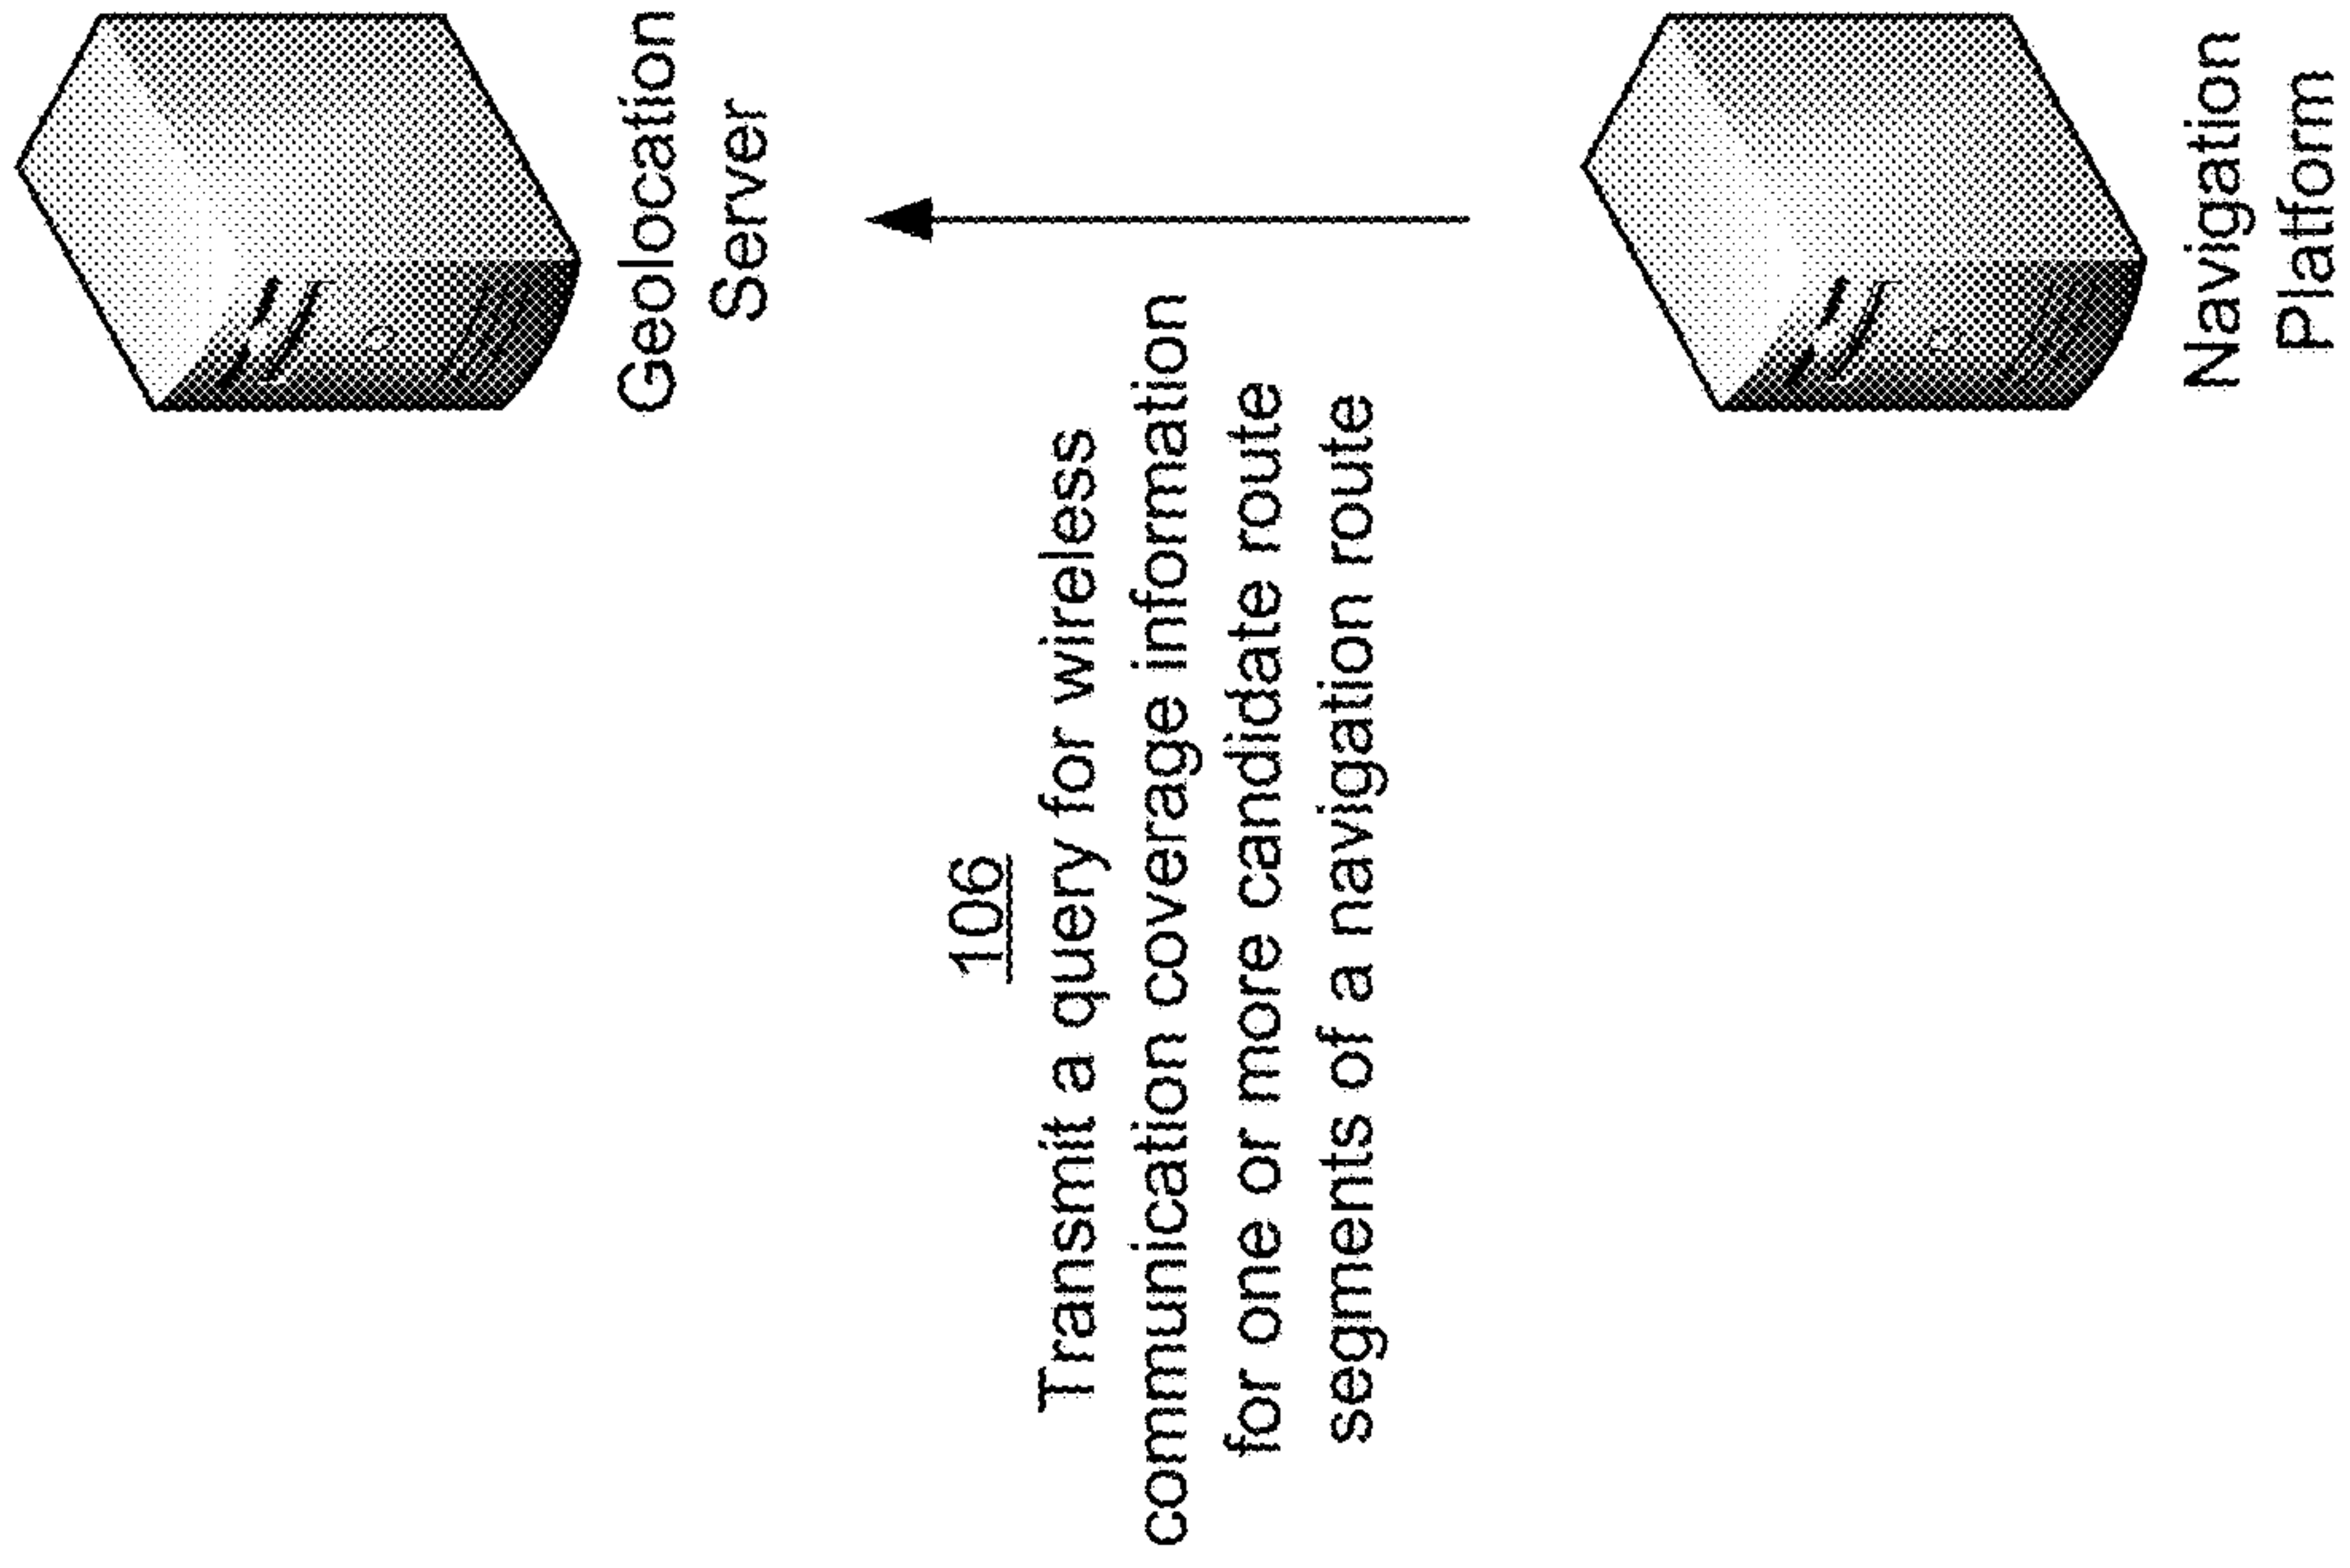 Geolocation
Server
106
Transmit a query for wireless
communication coverage information
for one or more candidate route
segments of a navigation route
Navigation
Platform